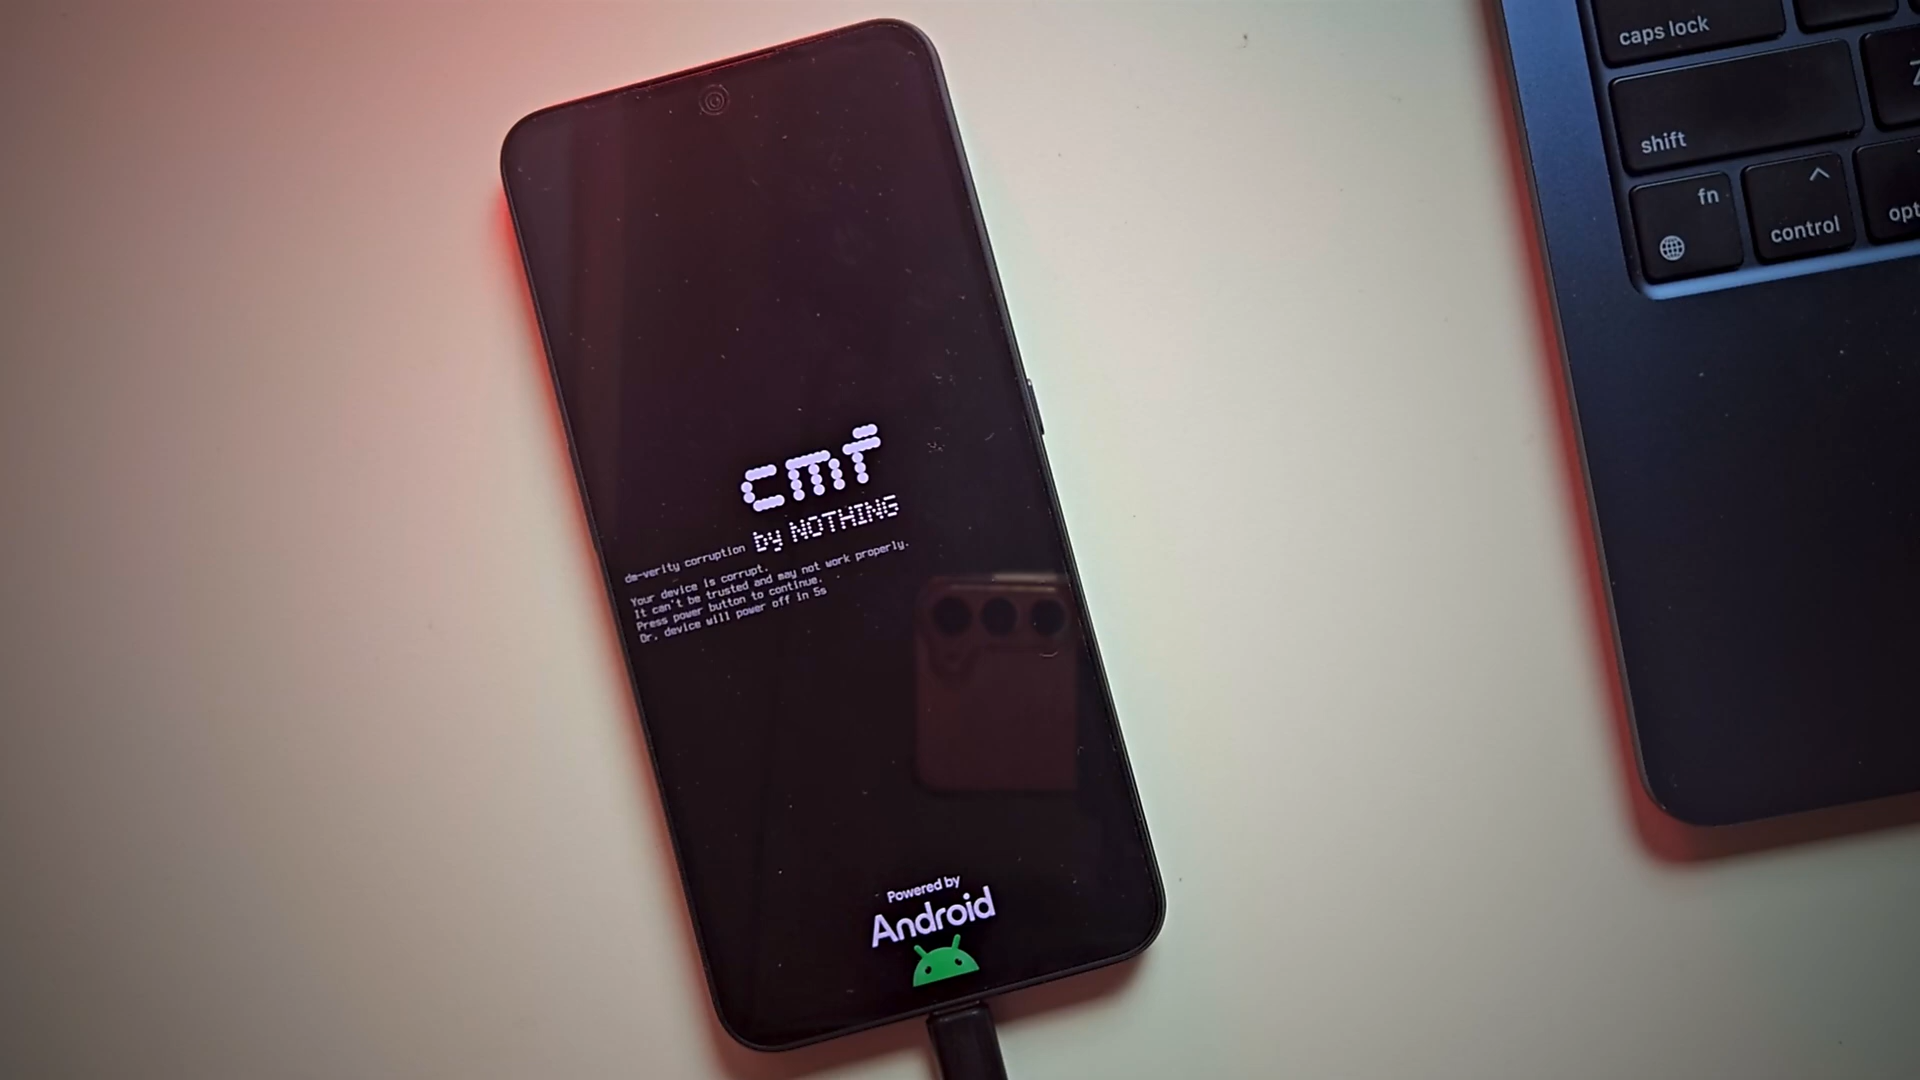 cmf
by NOTHING
dm-verity corruption
Your device is corrupt.
It can't be trusted and may not work properly.
Press power button to continue.
Or, device will power off in 5s
Powered by
Android
caps lock
shift
Z
fn
control
opt